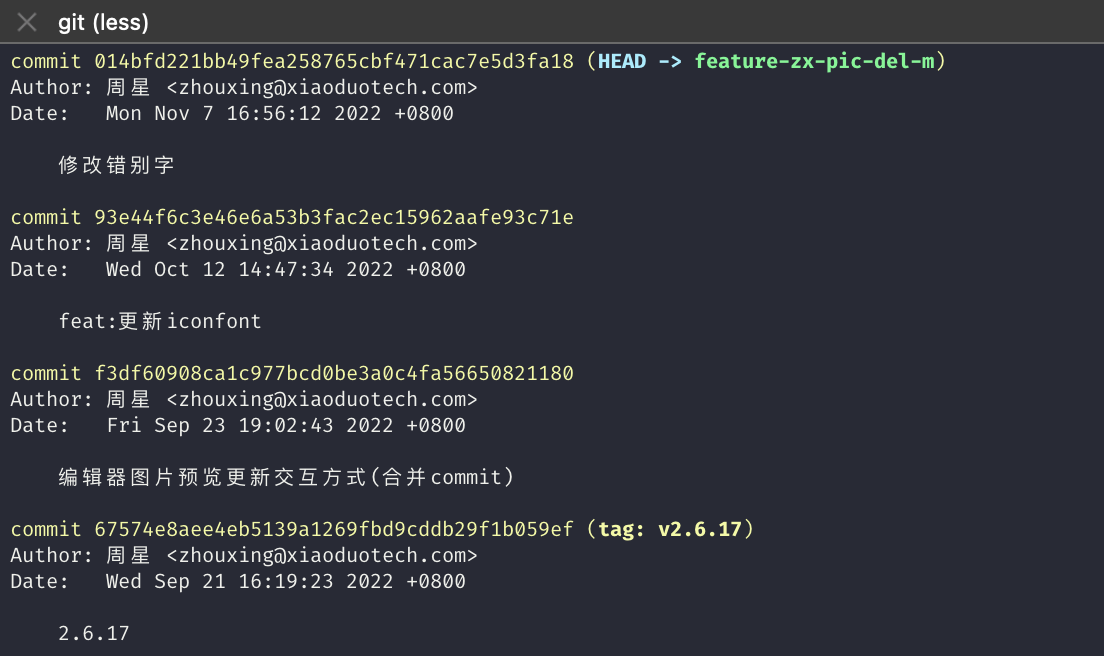 git (less)
commit 014bfd221bb49fea258765cbf471cac7e5d3fa18 (HEAD -> feature-zx-pic-del-m)
Author: 周星 <zhouxing@xiaoduotech.com>
Date:   Mon Nov 7 16:56:12 2022 +0800
修改错别字
commit 93e44f6c3e46e6a53b3fac2ec15962aafe93c71e
Author: 周星 <zhouxing@xiaoduotech.com>
Date:   Wed Oct 12 14:47:34 2022 +0800
feat:更新iconfont
commit f3df60908ca1c977bcd0be3a0c4fa56650821180
Author: 周星 <zhouxing@xiaoduotech.com>
Date:   Fri Sep 23 19:02:43 2022 +0800
编辑器图片预览更新交互方式(合并commit)
commit 67574e8aee4eb5139a1269fbd9cddb29f1b059ef (tag: v2.6.17)
Author: 周星 <zhouxing@xiaoduotech.com>
Date:   Wed Sep 21 16:19:23 2022 +0800
2.6.17